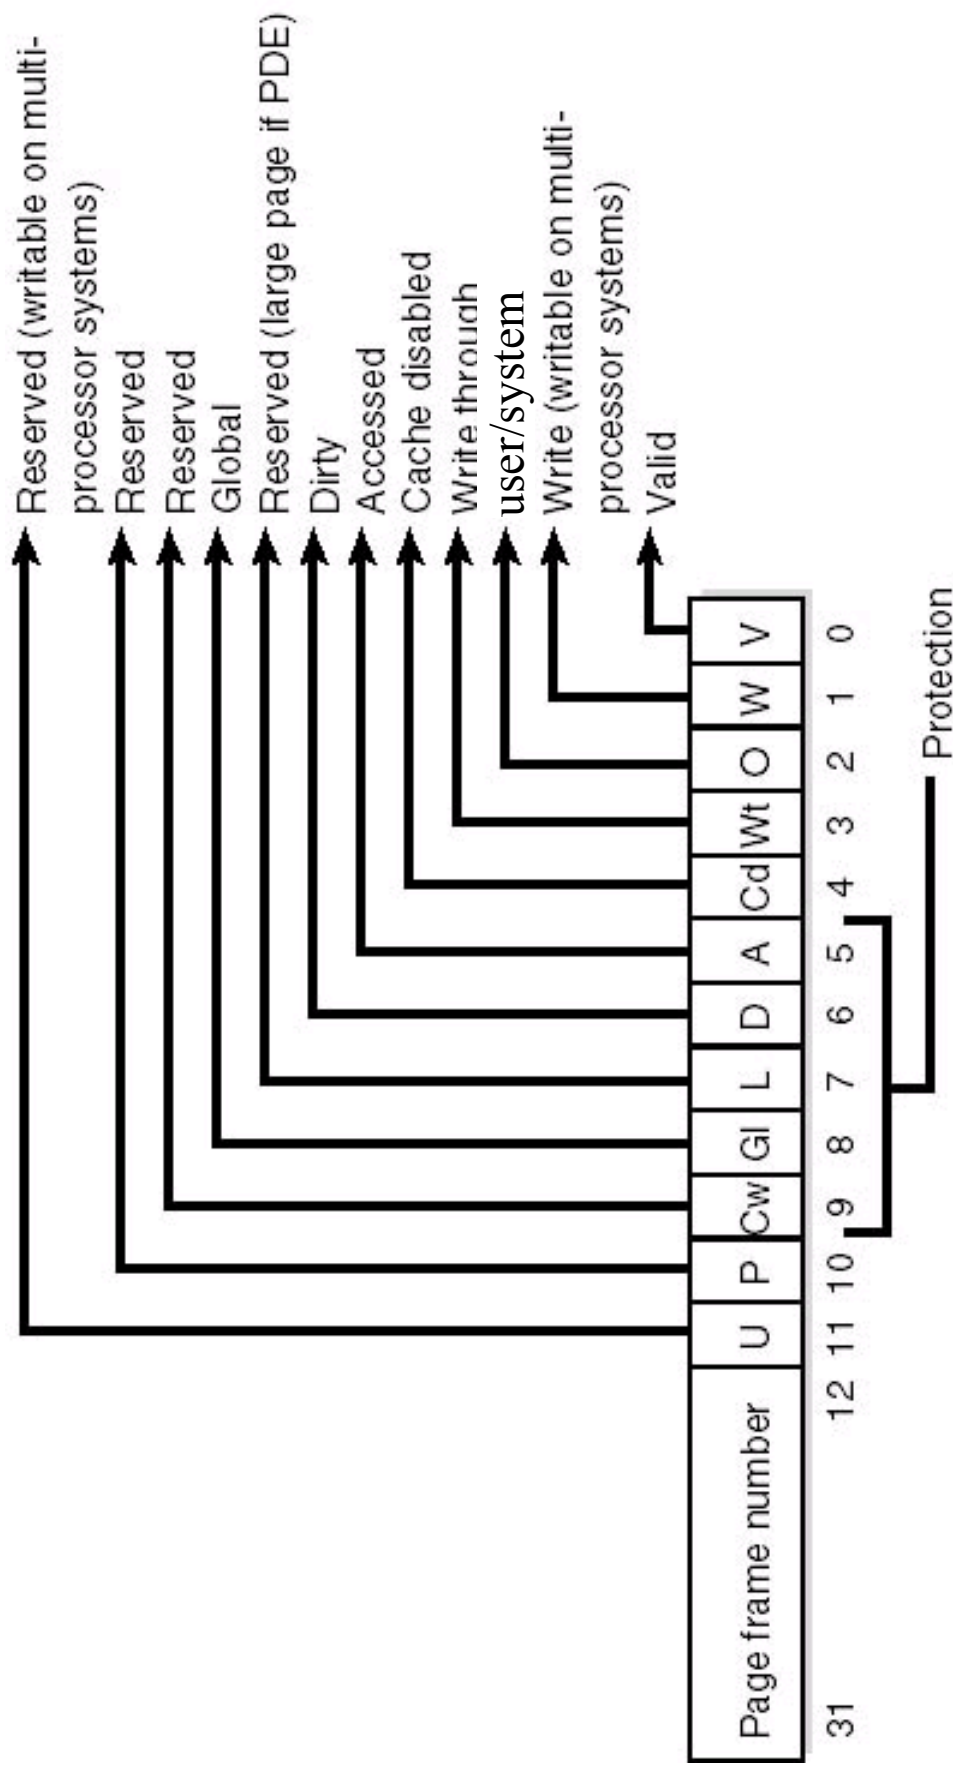 Reserved (writable on multi-
processor systems)
Reserved
Reserved
Global
Reserved (large page if PDE)
Dirty
Accessed
Cache disabled
Write through
user/system
Write (writable on multi-
processor systems)
Valid
Page frame number U P Cw Gl L D A Cd Wt O W V
31 12 11 10 9 8 7 6 5 4 3 2 1 0
Protection